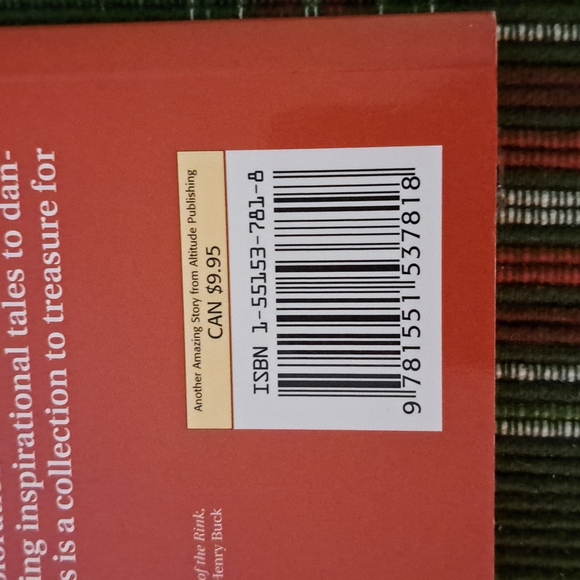 ing inspirational tales to dan-
s is a collection to treasure for
of the Rink,
Henry Buck
Another Amazing Story from Altitude Publishing
CAN $9.95
ISBN 1-55153-781-8
9 781551 537818